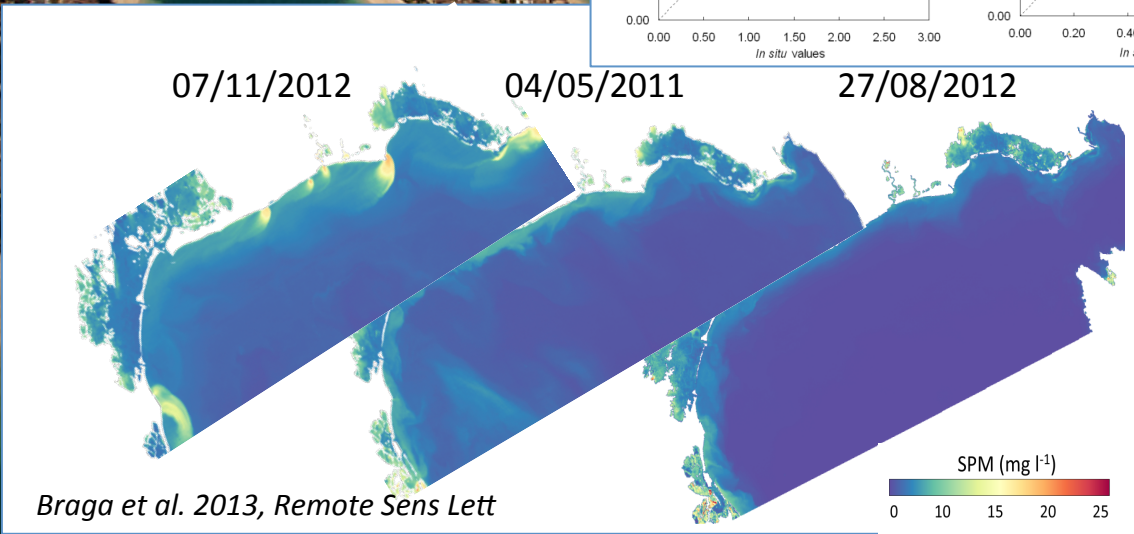 0.00
0.00 0.50 1.00 1.50 2.00 2.50 3.00
In situ values
0.00
0.00 0.20
In
07/11/2012 04/05/2011 27/08/2012
SPM (mg l-1)
0 10 15 20 25
Braga et al. 2013, Remote Sens Lett